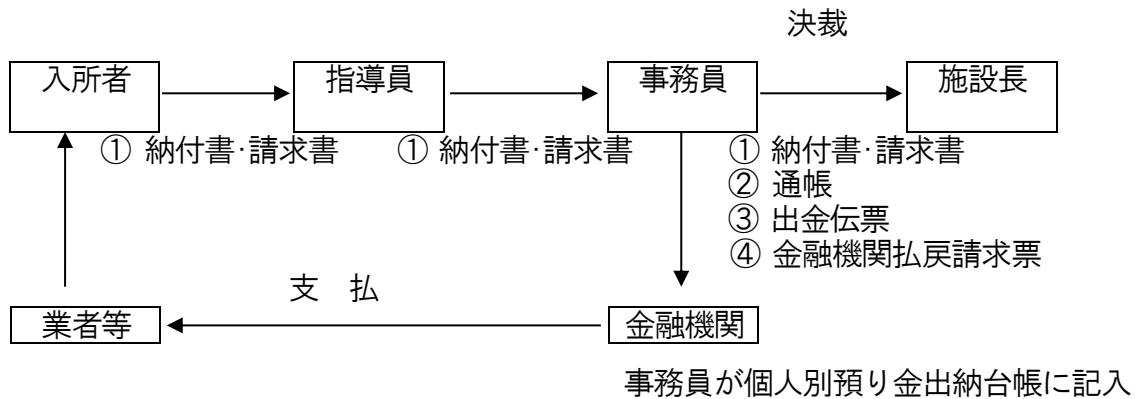 決裁
入所者 指導員 事務員 施設長
① 納付書･請求書 ① 納付書･請求書 ① 納付書･請求書
② 通帳
③ 出金伝票
④ 金融機関払戻請求票
支　払
業者等 金融機関
事務員が個人別預り金出納台帳に記入